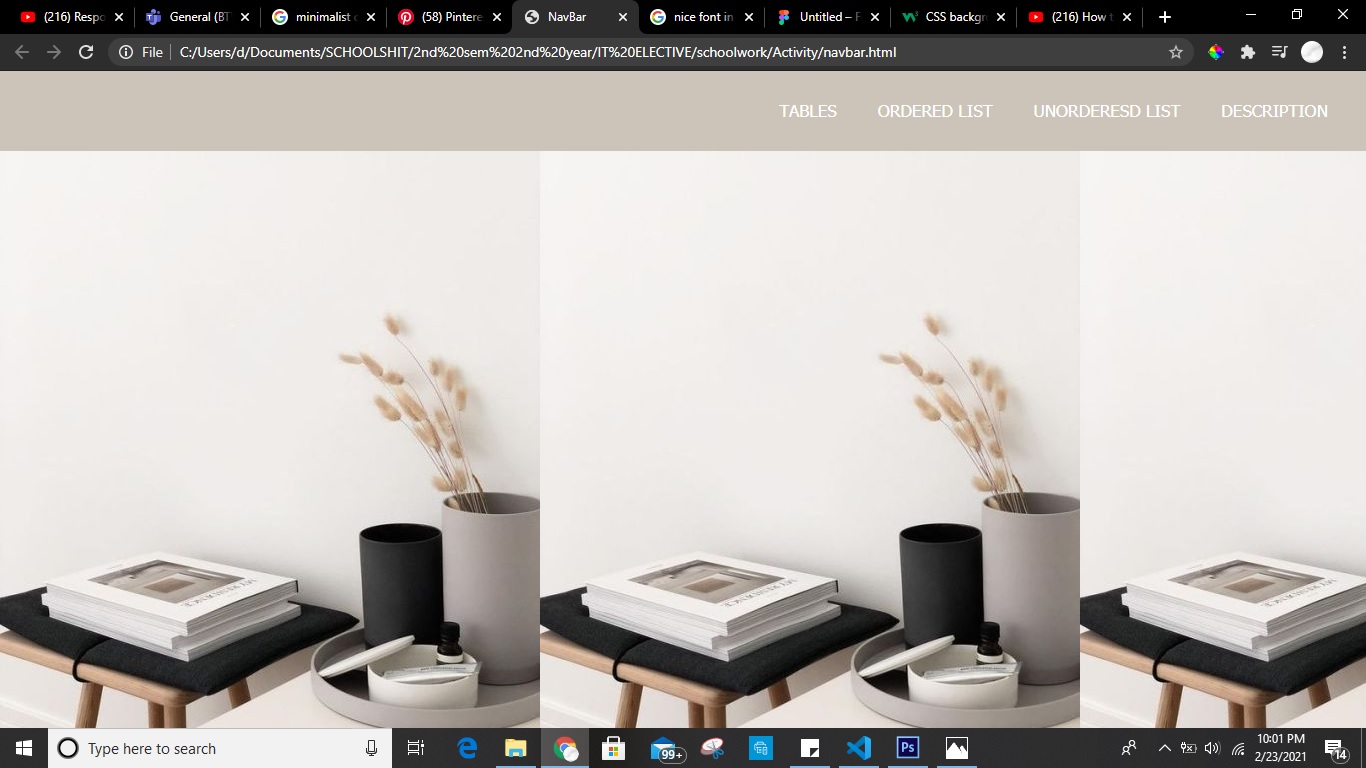 (216) Respo
General (BT
minimalist
(58) Pintere
NavBar
nice font in
Untitled – F
CSS backgr
(216) How t
File
C:/Users/d/Documents/SCHOOLSHIT/2nd%20sem%202nd%20year/IT%20ELECTIVE/schoolwork/Activity/navbar.html
TABLES
ORDERED LIST
UNORDERESD LIST
DESCRIPTION
Type here to search
99+
Ps
10:01 PM
2/23/2021
14